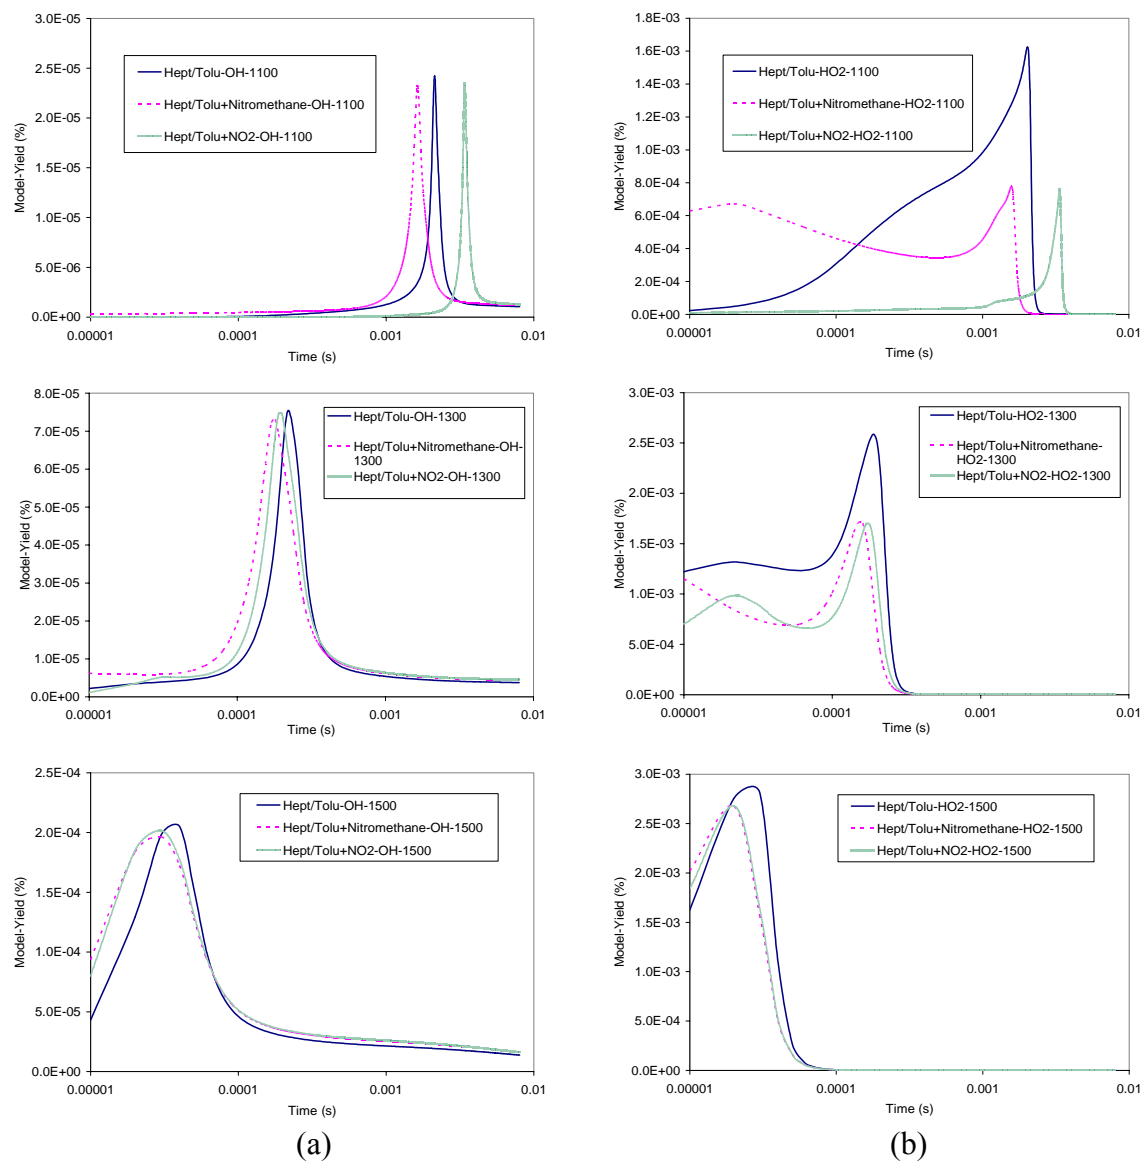 3.0E-05
2.5E-05
2.0E-05
1.5E-05
1.0E-05
5.0E-06
0.0E+00
Model-Yield (%)
Hept/Tolu-OH-1100
Hept/Tolu+Nitromethane-OH-1100
Hept/Tolu+NO2-OH-1100
0.00001
0.0001
0.001
0.01
Time (s)
1.8E-03
1.6E-03
1.4E-03
1.2E-03
1.0E-03
8.0E-04
6.0E-04
4.0E-04
2.0E-04
0.0E+00
Model-Yield (%)
Hept/Tolu-HO2-1100
Hept/Tolu+Nitromethane-HO2-1100
Hept/Tolu+NO2-HO2-1100
0.00001
0.0001
0.001
0.01
Time (s)
8.0E-05
7.0E-05
6.0E-05
5.0E-05
4.0E-05
3.0E-05
2.0E-05
1.0E-05
0.0E+00
Model-Yield (%)
Hept/Tolu-OH-1300
Hept/Tolu+Nitromethane-OH-
1300
Hept/Tolu+NO2-OH-1300
0.00001
0.0001
0.001
0.01
Time (s)
3.0E-03
2.5E-03
2.0E-03
1.5E-03
1.0E-03
5.0E-04
0.0E+00
Model-Yield (%)
Hept/Tolu-HO2-1300
Hept/Tolu+Nitromethane-
HO2-1300
Hept/Tolu+NO2-HO2-1300
0.00001
0.0001
0.001
0.01
Time (s)
2.5E-04
2.0E-04
1.5E-04
1.0E-04
5.0E-05
0.0E+00
Model-Yield (%)
Hept/Tolu-OH-1500
Hept/Tolu+Nitromethane-OH-1500
Hept/Tolu+NO2-OH-1500
0.00001
0.0001
0.001
0.01
Time (s)
3.0E-03
2.5E-03
2.0E-03
1.5E-03
1.0E-03
5.0E-04
0.0E+00
Model-Yield (%)
Hept/Tolu-HO2-1500
Hept/Tolu+Nitromethane-HO2-1500
Hept/Tolu+NO2-HO2-1500
0.00001
0.0001
0.001
0.01
Time (s)
(a)
(b)